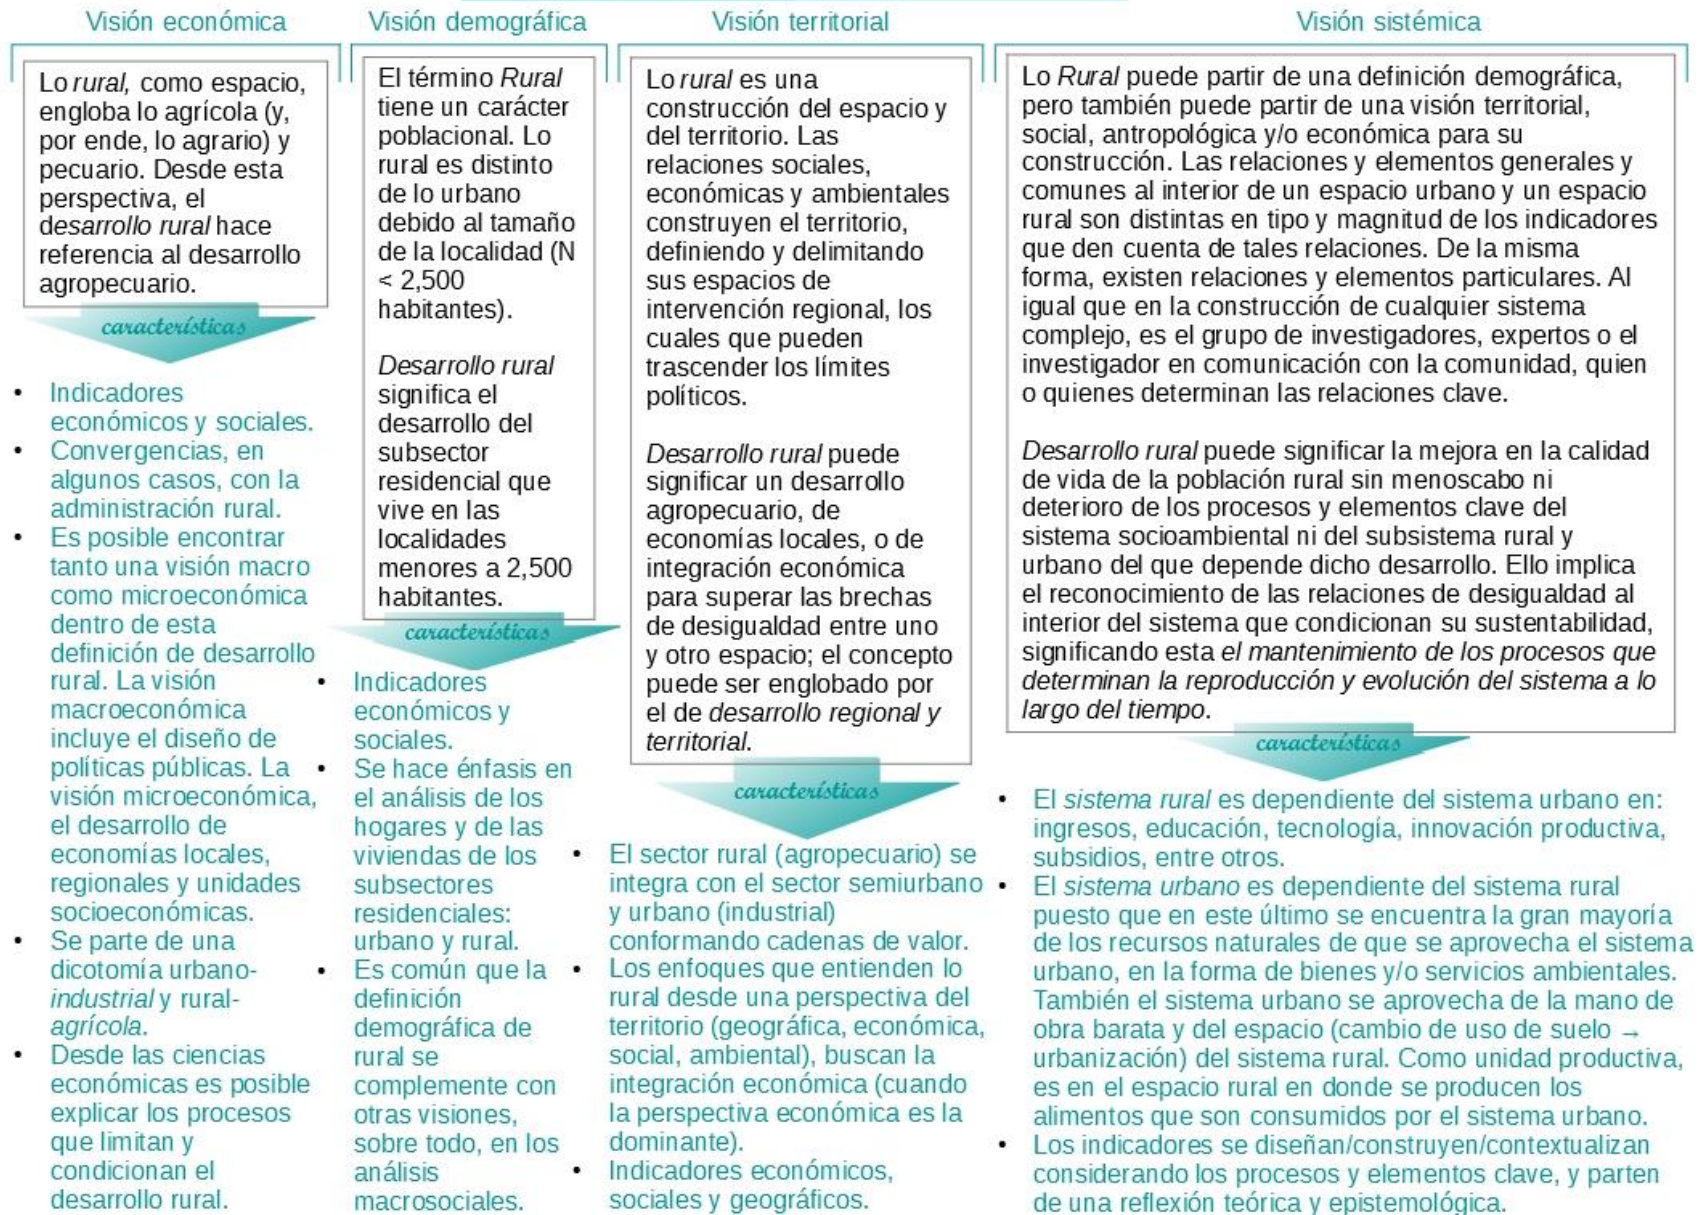 Visión económica
Lo rural, como espacio,
engloba lo agrícola (y,
por ende, lo agrario) y
pecuario. Desde esta
perspectiva, el
desarrollo rural hace
referencia al desarrollo
agropecuario.
características
• Indicadores
económicos y sociales.
• Convergencias, en
algunos casos, con la
administración rural.
• Es posible encontrar
tanto una visión macro
como microeconómica
dentro de esta
definición de desarrollo
rural. La visión
macroeconómica
incluye el diseño de
políticas públicas. La
visión microeconómica,
el desarrollo de
economías locales,
regionales y unidades
socioeconómicas.
• Se parte de una
dicotomía urbano-
industrial y rural-
agrícola.
• Desde las ciencias
económicas es posible
explicar los procesos
que limitan y
condicionan el
desarrollo rural.
Visión demográfica
El término Rural
tiene un carácter
poblacional. Lo
rural es distinto
de lo urbano
debido al tamaño
de la localidad (N
< 2,500
habitantes).
Desarrollo rural
significa el
desarrollo del
subsector
residencial que
vive en las
localidades
menores a 2,500
habitantes.
características
• Indicadores
económicos y
sociales.
• Se hace énfasis en
el análisis de los
hogares y de las
viviendas de los
subsectores
residenciales:
urbano y rural.
• Es común que la
definición
demográfica de
rural se
complemente con
otras visiones,
sobre todo, en los
análisis
macrosociales.
Visión territorial
Lo rural es una
construcción del espacio y
del territorio. Las
relaciones sociales,
económicas y ambientales
construyen el territorio,
definiendo y delimitando
sus espacios de
intervención regional, los
cuales que pueden
trascender los límites
políticos.
Desarrollo rural puede
significar un desarrollo
agropecuario, de
economías locales, o de
integración económica
para superar las brechas
de desigualdad entre uno
y otro espacio; el concepto
puede ser englobado por
el de desarrollo regional y
territorial.
características
• El sector rural (agropecuario) se
integra con el sector semiurbano
y urbano (industrial)
conformando cadenas de valor.
• Los enfoques que entienden lo
rural desde una perspectiva del
territorio (geográfica, económica,
social, ambiental), buscan la
integración económica (cuando
la perspectiva económica es la
dominante).
• Indicadores económicos,
sociales y geográficos.
Visión sistémica
Lo Rural puede partir de una definición demográfica,
pero también puede partir de una visión territorial,
social, antropológica y/o económica para su
construcción. Las relaciones y elementos generales y
comunes al interior de un espacio urbano y un espacio
rural son distintas en tipo y magnitud de los indicadores
que den cuenta de tales relaciones. De la misma
forma, existen relaciones y elementos particulares. Al
igual que en la construcción de cualquier sistema
complejo, es el grupo de investigadores, expertos o el
investigador en comunicación con la comunidad, quien
o quienes determinan las relaciones clave.
Desarrollo rural puede significar la mejora en la calidad
de vida de la población rural sin menoscabo ni
deterioro de los procesos y elementos clave del
sistema socioambiental ni del subsistema rural y
urbano del que depende dicho desarrollo. Ello implica
el reconocimiento de las relaciones de desigualdad al
interior del sistema que condicionan su sustentabilidad,
significando esta el mantenimiento de los procesos que
determinan la reproducción y evolución del sistema a lo
largo del tiempo.
características
• El sistema rural es dependiente del sistema urbano en:
ingresos, educación, tecnología, innovación productiva,
subsidios, entre otros.
• El sistema urbano es dependiente del sistema rural
puesto que en este último se encuentra la gran mayoría
de los recursos naturales de que se aprovecha el sistema
urbano, en la forma de bienes y/o servicios ambientales.
También el sistema urbano se aprovecha de la mano de
obra barata y del espacio (cambio de uso de suelo →
urbanización) del sistema rural. Como unidad productiva,
es en el espacio rural en donde se producen los
alimentos que son consumidos por el sistema urbano.
• Los indicadores se diseñan/construyen/contextualizan
considerando los procesos y elementos clave, y parten
de una reflexión teórica y epistemológica.